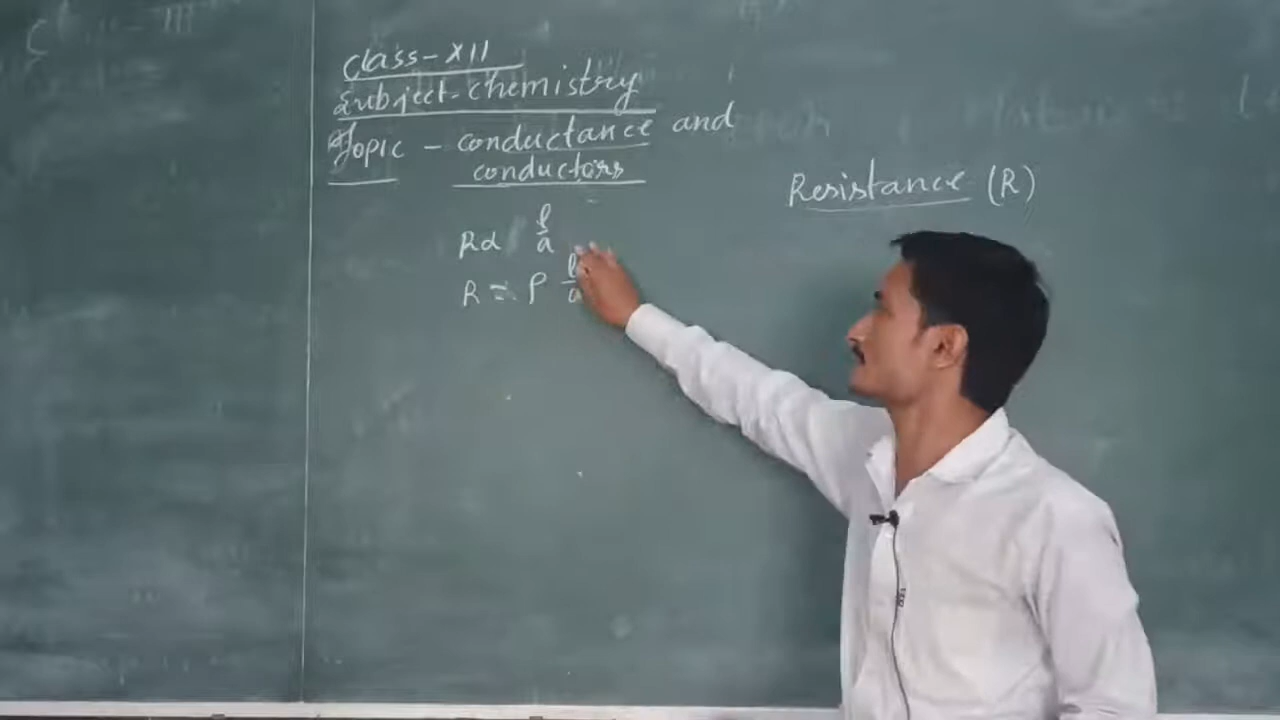 Class-XII
Subject-chemistry
Topic - conductance and
conductors
Resistance (R)
R α l/a
R = ρ l/a